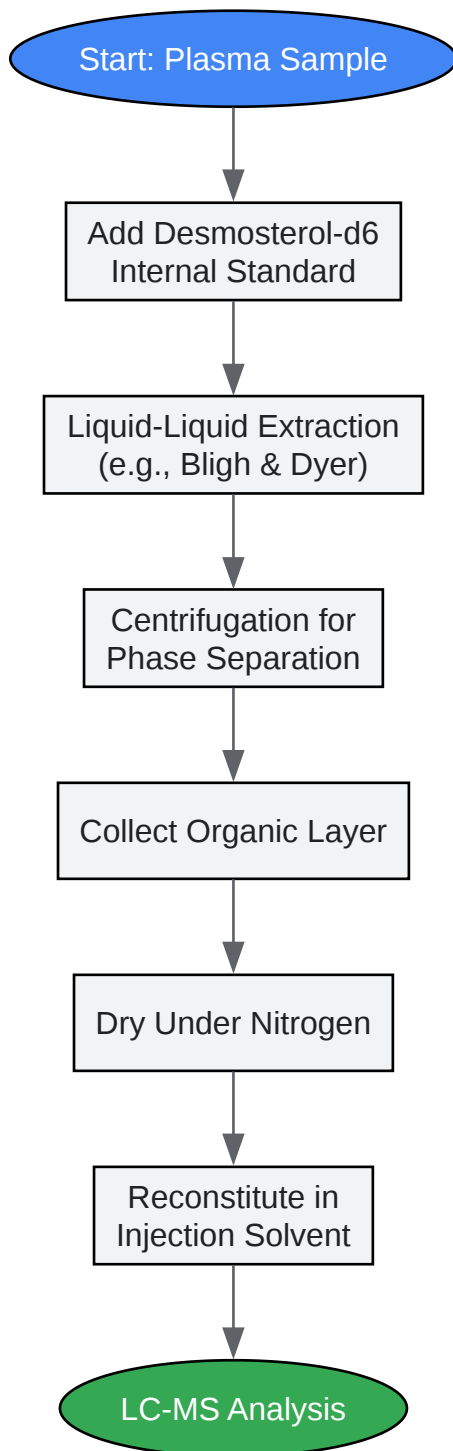 Start: Plasma Sample
Add Desmosterol-d6
Internal Standard
Liquid-Liquid Extraction
(e.g., Bligh & Dyer)
Centrifugation for
Phase Separation
Collect Organic Layer
Dry Under Nitrogen
Reconstitute in
Injection Solvent
LC-MS Analysis